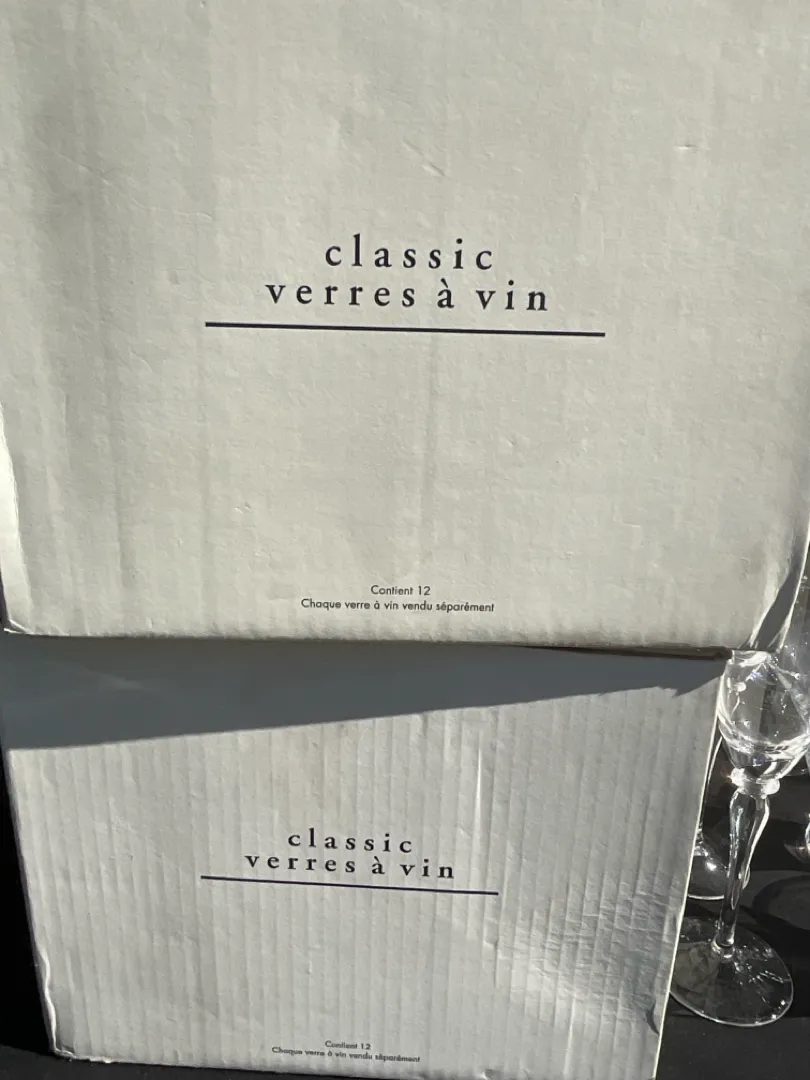 classic
verres à vin
Contient 12
Chaque verre à vin vendu séparément
classic
verres à vin
Contient 12
Chaque verre à vin vendu séparément